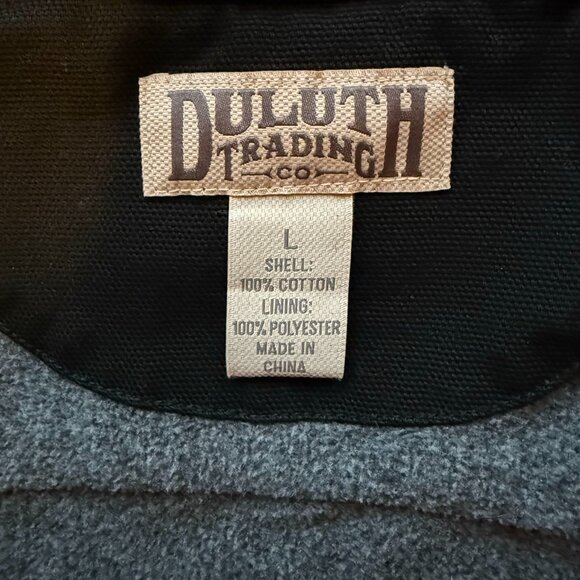 DULUTH
TRADING
CO
L
SHELL:
100% COTTON
LINING:
100% POLYESTER
MADE IN
CHINA